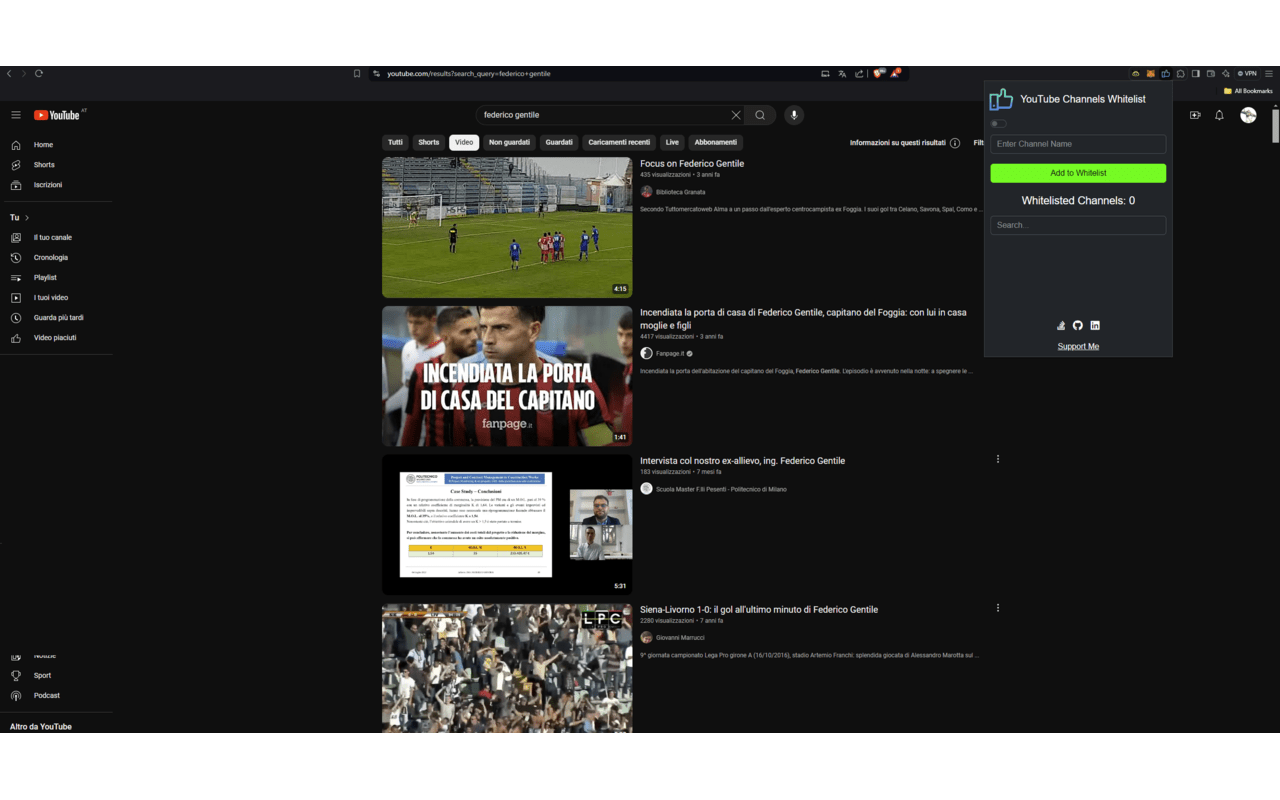 youtube.com/results?search_query=federico+gentile
VPN
All Bookmarks
YouTube AT
federico gentile
Home
Shorts
Iscrizioni
Tu
Il tuo canale
Cronologia
Playlist
I tuoi video
Guarda più tardi
Video piaciuti
Notizie
Sport
Podcast
Altro da YouTube
Tutti
Shorts
Video
Non guardati
Guardati
Caricamenti recenti
Live
Abbonamenti
Informazioni su questi risultati
Filt
4:15
Focus on Federico Gentile
435 visualizzazioni • 3 anni fa
Biblioteca Granata
Secondo Tuttomercatoweb Alma a un passo dall'esperto centrocampista ex Foggia. I suoi gol tra Celano, Savona, Spal, Como e ...
INCENDIATA LA PORTA
DI CASA DEL CAPITANO
fanpage.it
1:41
Incendiata la porta di casa di Federico Gentile, capitano del Foggia: con lui in casa
moglie e figli
4417 visualizzazioni • 3 anni fa
Fanpage.it
Incendiata la porta dell'abitazione del capitano del Foggia, Federico Gentile. L'episodio è avvenuto nella notte: a spegnere le ...
POLITECNICO
Case Study – Conclusioni
5:31
Intervista col nostro ex-allievo, ing. Federico Gentile
183 visualizzazioni • 7 mesi fa
Scuola Master F.lli Pesenti - Politecnico di Milano
LPC
Siena-Livorno 1-0: il gol all'ultimo minuto di Federico Gentile
2280 visualizzazioni • 7 anni fa
Giovanni Marrucci
9° giornata campionato Lega Pro girone A (16/10/2016), stadio Artemio Franchi: splendida giocata di Alessandro Marotta sul ...
YouTube Channels Whitelist
Enter Channel Name
Add to Whitelist
Whitelisted Channels: 0
Search...
Support Me